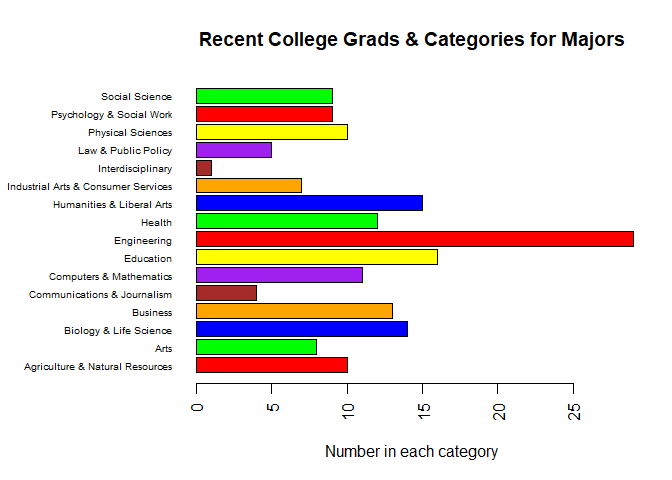 Recent College Grads & Categories for Majors
Social Science
Psychology & Social Work
Physical Sciences
Law & Public Policy
Interdisciplinary
Industrial Arts & Consumer Services
Humanities & Liberal Arts
Health
Engineering
Education
Computers & Mathematics
Communications & Journalism
Business
Biology & Life Science
Arts
Agriculture & Natural Resources
0 5 10 15 20 25
Number in each category